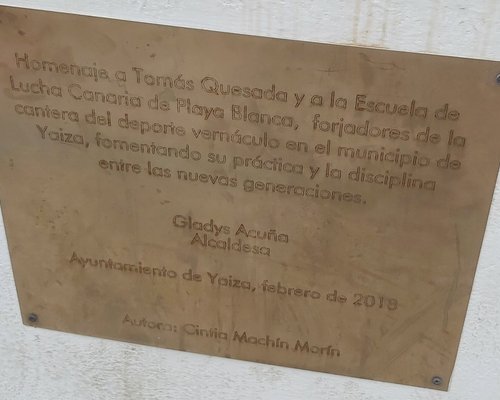 Homenaje a Tomás Quesada y a la Escuela de
Lucha Canaria de Playa Blanca, forjadores de la
cantera del deporte vernáculo en el municipio de
Yaiza, fomentando su práctica y la disciplina
entre las nuevas generaciones.
Gladys Acuña
Alcaldesa
Ayuntamiento de Yaiza, febrero de 2018
Autora: Cintia Machín Morín